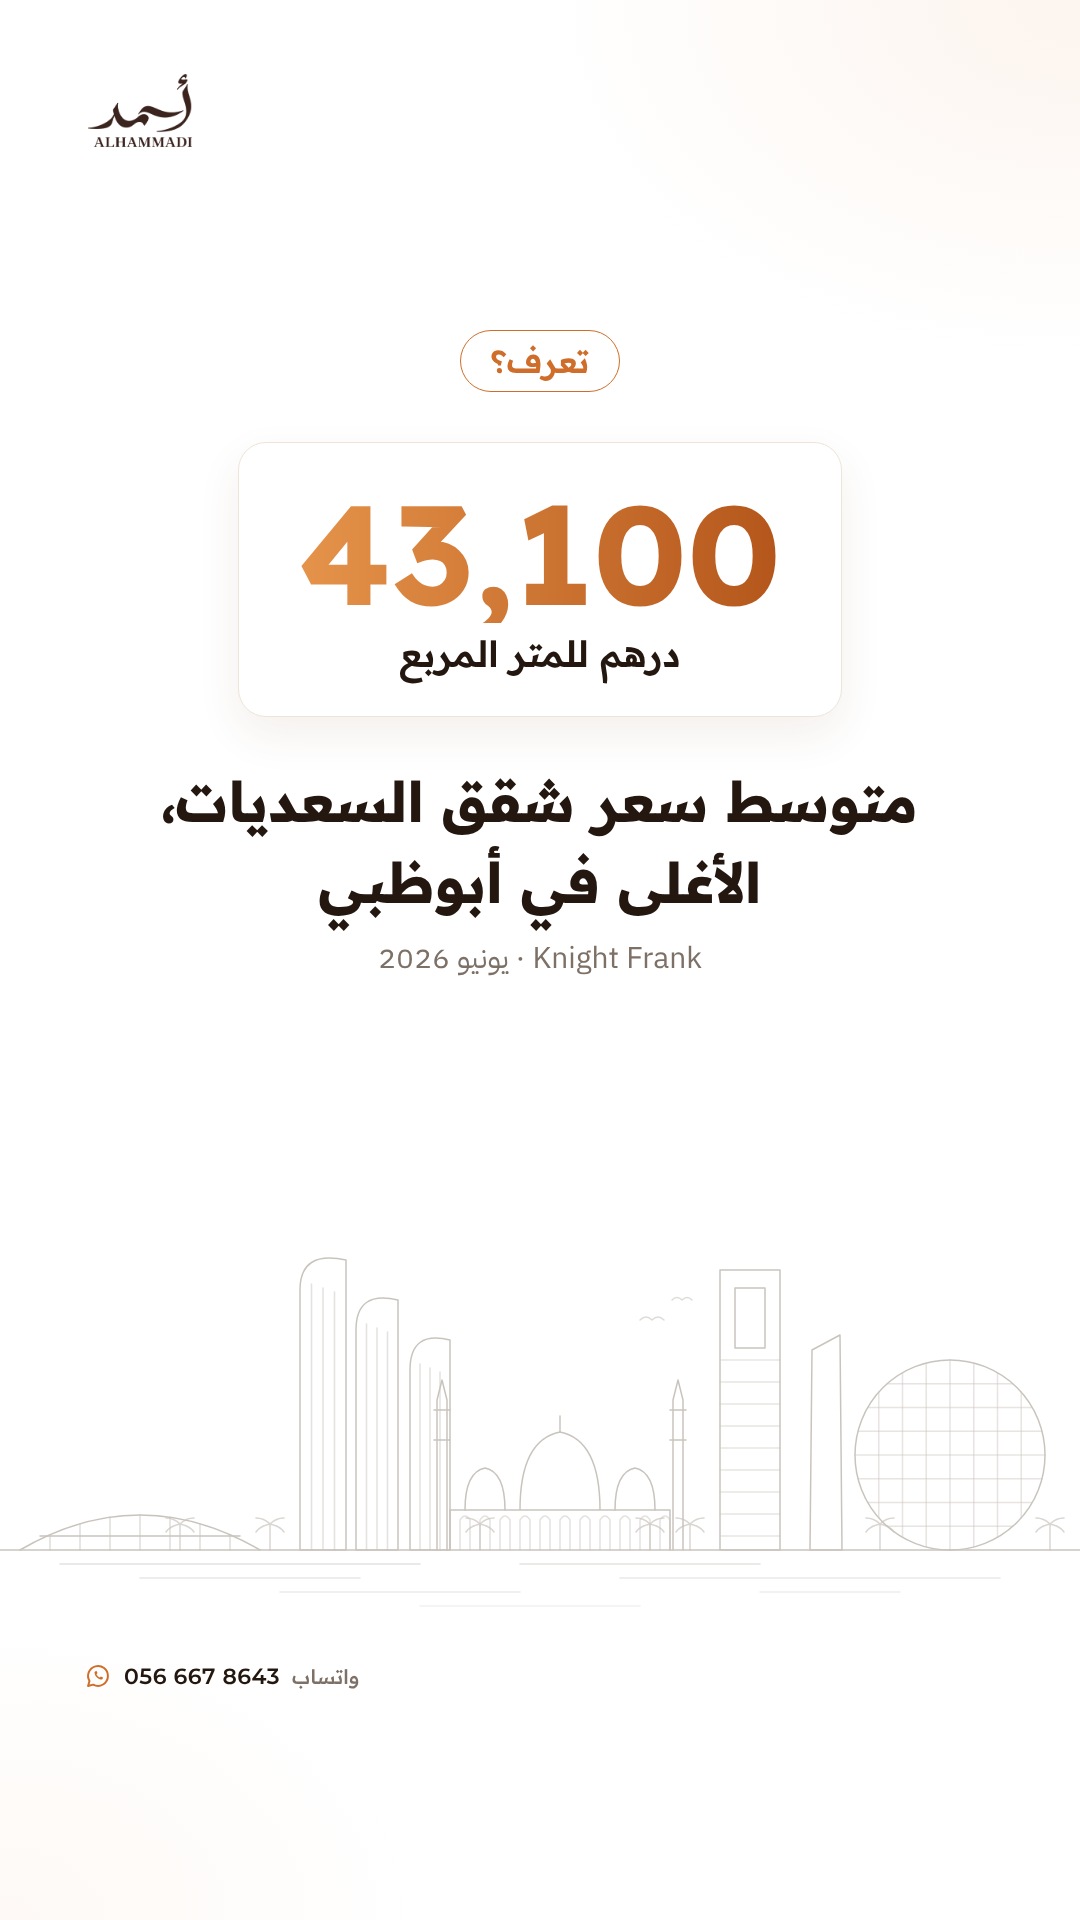 أحمد
ALHAMMADI
تعرف؟
43,100
درهم للمتر المربع
متوسط سعر شقق السعديات،
الأغلى في أبوظبي
Knight Frank · يونيو 2026
واتساب 056 667 8643